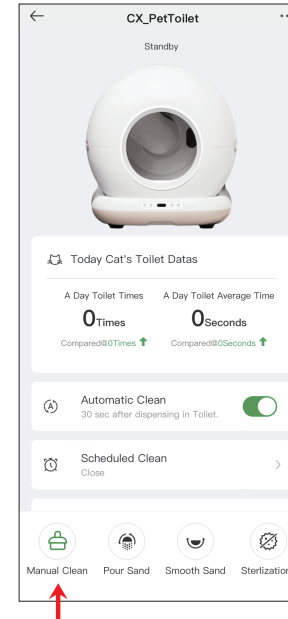 CX_PetToilet
Standby
Today Cat's Toilet Datas
A Day Toilet Times
A Day Toilet Average Time
0Times
0Seconds
Compared@0Times
Compared@0Seconds
Automatic Clean
30 sec after dispensing in Toliet.
Scheduled Clean
Close
Manual Clean
Pour Sand
Smooth Sand
Sterlization